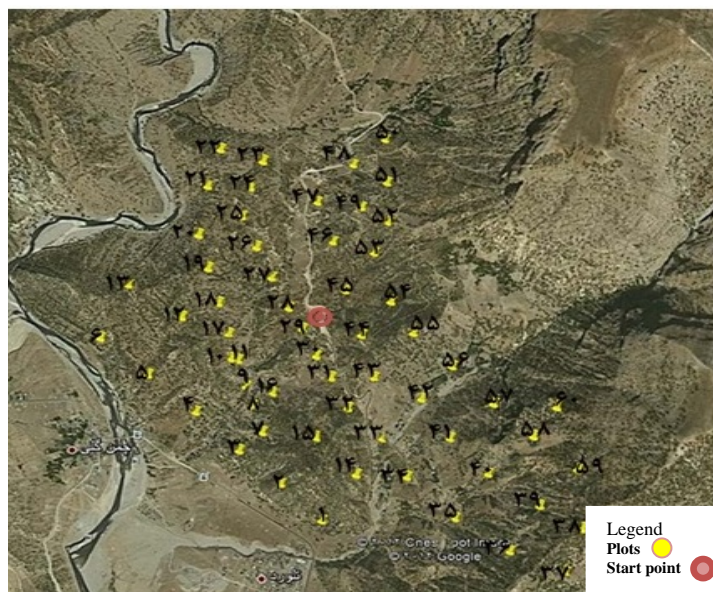 ۵۰
۲۲ ۲۳ ۴۸
۲۱ ۲۴ ۵۱
۴۷ ۴۹
۲۵ ۵۲
۲۰ ۲۶ ۴۶ ۵۳
۱۹ ۲۷
۱۳ ۴۵ ۵۴
۱۸ ۲۸
۱۲ ۱۷ ۲۹ ۴۴ ۵۵
۶ ۱۰ ۱۱ ۳۰
۵ ۹ ۳۱ ۴۳ ۵۶
۱۶ ۴۲ ۵۷ ۶۰
۴ ۸ ۳۲
۷ ۱۵ ۳۳ ۴۱ ۵۸
۳
۲ ۱۴ ۳۴ ۴۰ ۵۹
۱ ۳۵ ۳۹
۳۸
© Google
۳۷
Legend
Plots
Start point